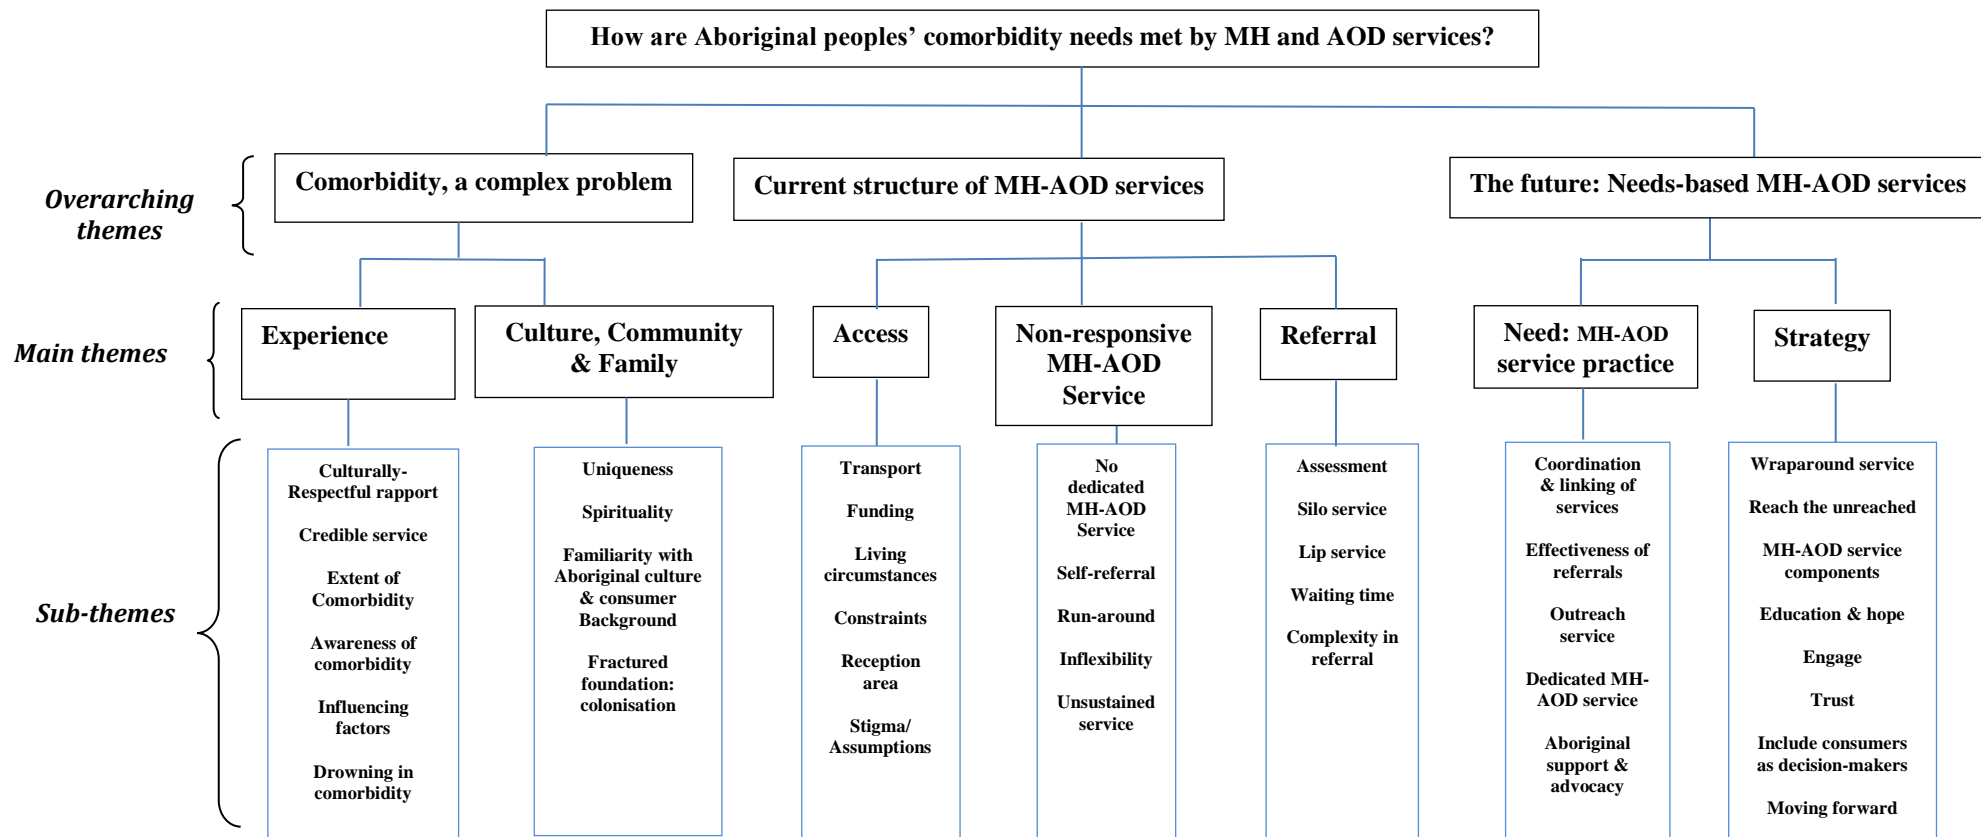 How are Aboriginal peoples’ comorbidity needs met by MH and AOD services?
Overarching
themes
Comorbidity, a complex problem
Current structure of MH-AOD services
The future: Needs-based MH-AOD services
Main themes
Experience
Culture, Community
& Family
Access
Non-responsive
MH-AOD
Service
Referral
Need: MH-AOD
service practice
Strategy
Sub-themes
Culturally-
Respectful rapport
Credible service
Extent of
Comorbidity
Awareness of
comorbidity
Influencing
factors
Drowning in
comorbidity
Uniqueness
Spirituality
Familiarity with
Aboriginal culture
& consumer
Background
Fractured
foundation:
colonisation
Transport
Funding
Living
circumstances
Constraints
Reception
area
Stigma/
Assumptions
No
dedicated
MH-AOD
Service
Self-referral
Run-around
Inflexibility
Unsustained
service
Assessment
Silo service
Lip service
Waiting time
Complexity in
referral
Coordination
& linking of
services
Effectiveness of
referrals
Outreach
service
Dedicated MH-
AOD service
Aboriginal
support &
advocacy
Wraparound service
Reach the unreached
MH-AOD service
components
Education & hope
Engage
Trust
Include consumers
as decision-makers
Moving forward